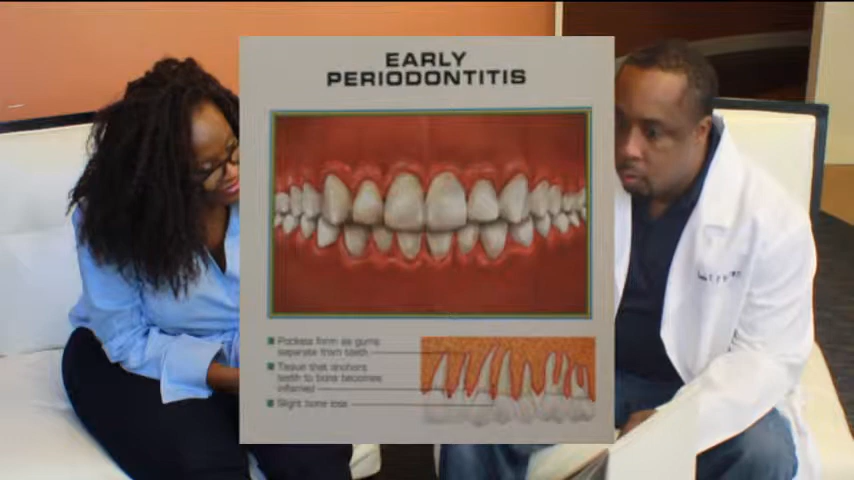 EARLY
PERIODONTITIS
Pockets form as gums
separate from teeth
Tissue that anchors
teeth to bone becomes
inflamed
Slight bone loss